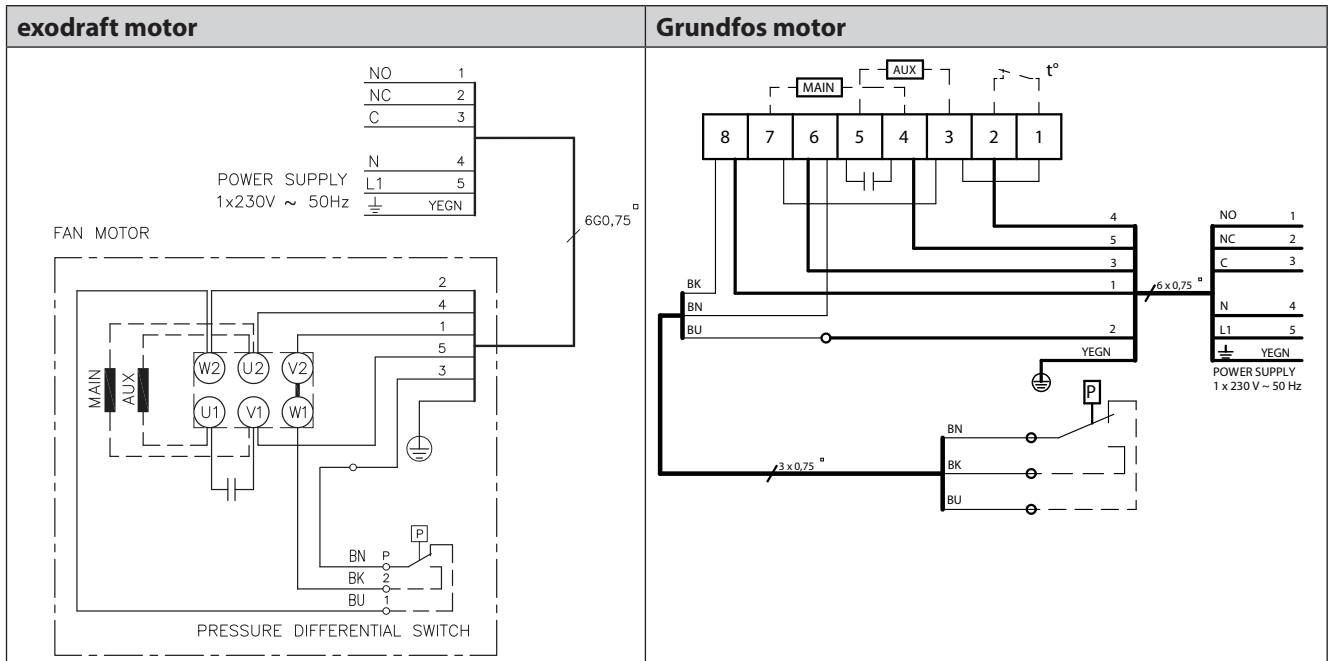 exodraft motor
NO 1
NC 2
C 3
N 4
POWER SUPPLY L1 5
1x230V ~ 50Hz YEGN
6G0,75 □
FAN MOTOR
2
4
1
5
3
MAIN
AUX
W2 U2 V2
U1 V1 W1
P
BN P
BK 2
BU 1
PRESSURE DIFFERENTIAL SWITCH
Grundfos motor
AUX t°
MAIN
8 7 6 5 4 3 2 1
4
5
3
1
2
YEGN
BK
BN
BU
6 x 0,75 □
NO 1
NC 2
C 3
N 4
L1 5
YEGN
POWER SUPPLY
1 x 230 V ~ 50 Hz
P
BN
BK
BU
3 x 0,75 □